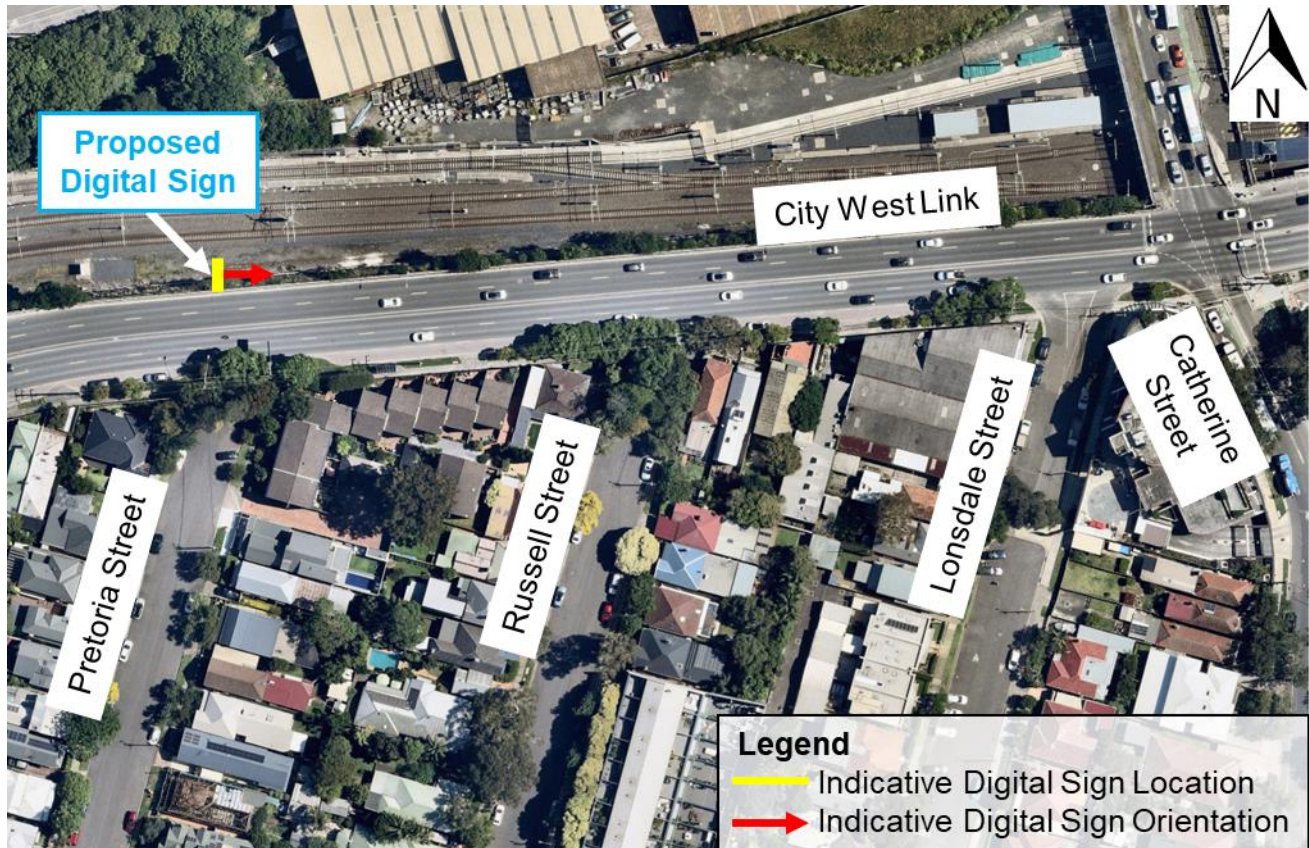 Proposed
Digital Sign
N
City West Link
Catherine
Street
Lonsdale Street
Russell Street
Pretoria Street
Legend
Indicative Digital Sign Location
Indicative Digital Sign Orientation